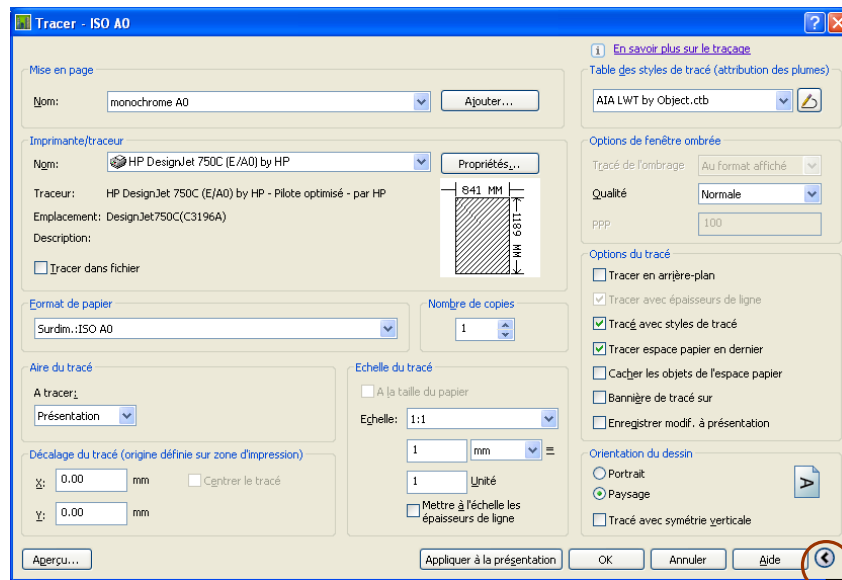 Tracer - ISO A0
En savoir plus sur le traçage
Mise en page
Nom: monochrome A0 Ajouter...
Table des styles de tracé (attribution des plumes)
AIA LWT by Object.ctb
Imprimante/traceur
Nom: HP DesignJet 750C (E/A0) by HP Propriétés...
Traceur: HP DesignJet 750C (E/A0) by HP - Pilote optimisé - par HP
Emplacement: DesignJet750C(C3196A)
Description:
Tracer dans fichier
841 MM
1189 MM
Options de fenêtre ombrée
Tracé de l'ombrage Au format affiché
Qualité Normale
PPP 100
Format de papier
Surdim.:ISO A0
Nombre de copies
1
Options du tracé
Tracer en arrière-plan
Tracer avec épaisseurs de ligne
Tracé avec styles de tracé
Tracer espace papier en dernier
Cacher les objets de l'espace papier
Bannière de tracé sur
Enregistrer modif. à présentation
Aire du tracé
A tracer:
Présentation
Echelle du tracé
A la taille du papier
Echelle: 1:1
1 mm =
1 Unité
Mettre à l'échelle les
épaisseurs de ligne
Décalage du tracé (origine définie sur zone d'impression)
X: 0.00 mm Centrer le tracé
Y: 0.00 mm
Orientation du dessin
Portrait
Paysage
A
Tracé avec symétrie verticale
Aperçu... Appliquer à la présentation OK Annuler Aide